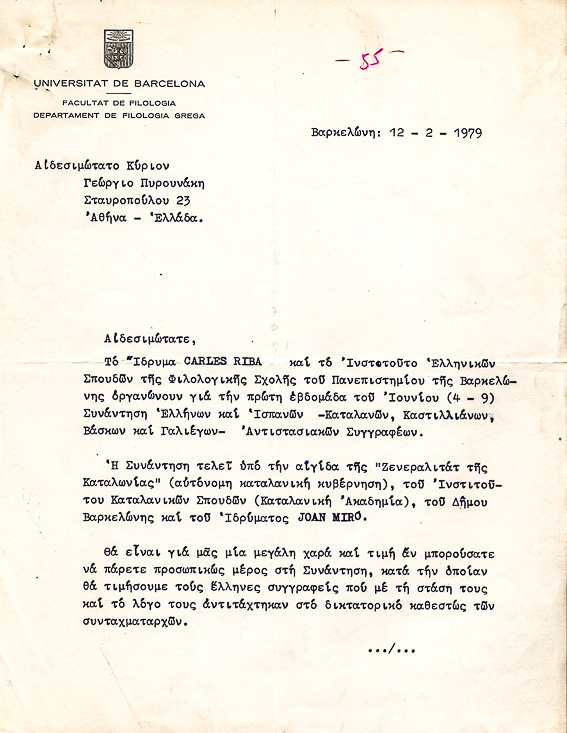 - 55 -
UNIVERSITAT DE BARCELONA
FACULTAT DE FILOLOGIA
DEPARTAMENT DE FILOLOGIA GREGA
Βαρκελώνη: 12 - 2 - 1979
Αἰδεσιμώτατο Κύριον
Γεώργιο Πυρουνάκη
Σταυροπούλου 23
Ἀθήνα - Ἑλλάδα.
Αἰδεσιμώτατε,
Τό Ἵδρυμα CARLES RIBA καί τό Ἰνστοτοῦτο Ἑλληνικῶν
Σπουδῶν τῆς Φιλολογικῆς Σχολῆς τοῦ Πανεπιστημίου τῆς Βαρκελώ-
νης ὀργανώνουν γιά τήν πρώτη ἑβδομάδα τοῦ Ἰουνίου (4 - 9)
Συνάντηση Ἑλλήνων καί Ἱσπανῶν -Καταλανῶν, Καστιλλιάνων,
Βάσκων καί Γαλιέγων- Ἀντιστασιακῶν Συγγραφέων.
Ἡ Συνάντηση τελεῖ ὑπό τήν αἰγίδα τῆς "Ζενεραλιτάτ τῆς
Καταλωνίας" (αὐτόνομη καταλανική κυβέρνηση), τοῦ Ἰνστιτού-
του Καταλανικῶν Σπουδῶν (Καταλανική Ἀκαδημία), τοῦ Δήμου
Βαρκελώνης καί τοῦ Ἱδρύματος JOAN MIRÓ.
Θά εἶναι γιά μᾶς μία μεγάλη χαρά καί τιμή ἄν μπορούσατε
νά πάρετε προσωπικῶς μέρος στή Συνάντηση, κατά τήν ὁποίαν
θά τιμήσουμε τούς ἕλληνες συγγραφεῖς πού μέ τή στάση τους
καί τό λόγο τους ἀντιτάχτηκαν στό δικτατορικό καθεστώς τῶν
συνταχματαρχῶν.
.../...